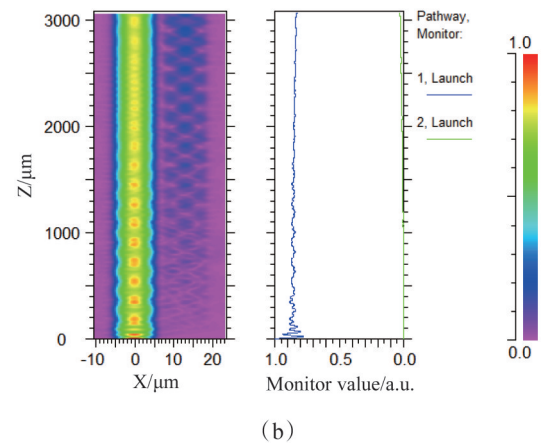 3000
2000
1000
0
Z/μm
-10
0
10
20
X/μm
1.0
0.5
0.0
Monitor value/a.u.
Pathway,
Monitor:
1, Launch
2, Launch
1.0
0.0
(b)